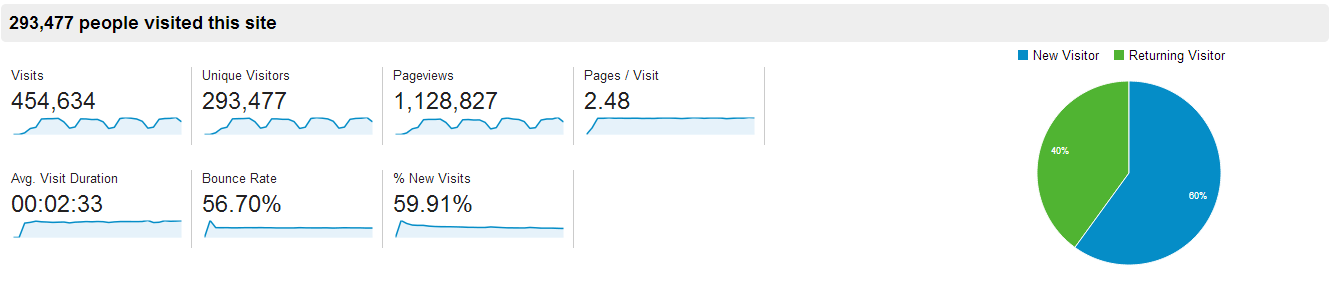 293,477 people visited this site
New Visitor
Returning Visitor
Visits
454,634
Unique Visitors
293,477
Pageviews
1,128,827
Pages / Visit
2.48
Avg. Visit Duration
00:02:33
Bounce Rate
56.70%
% New Visits
59.91%
40%
60%